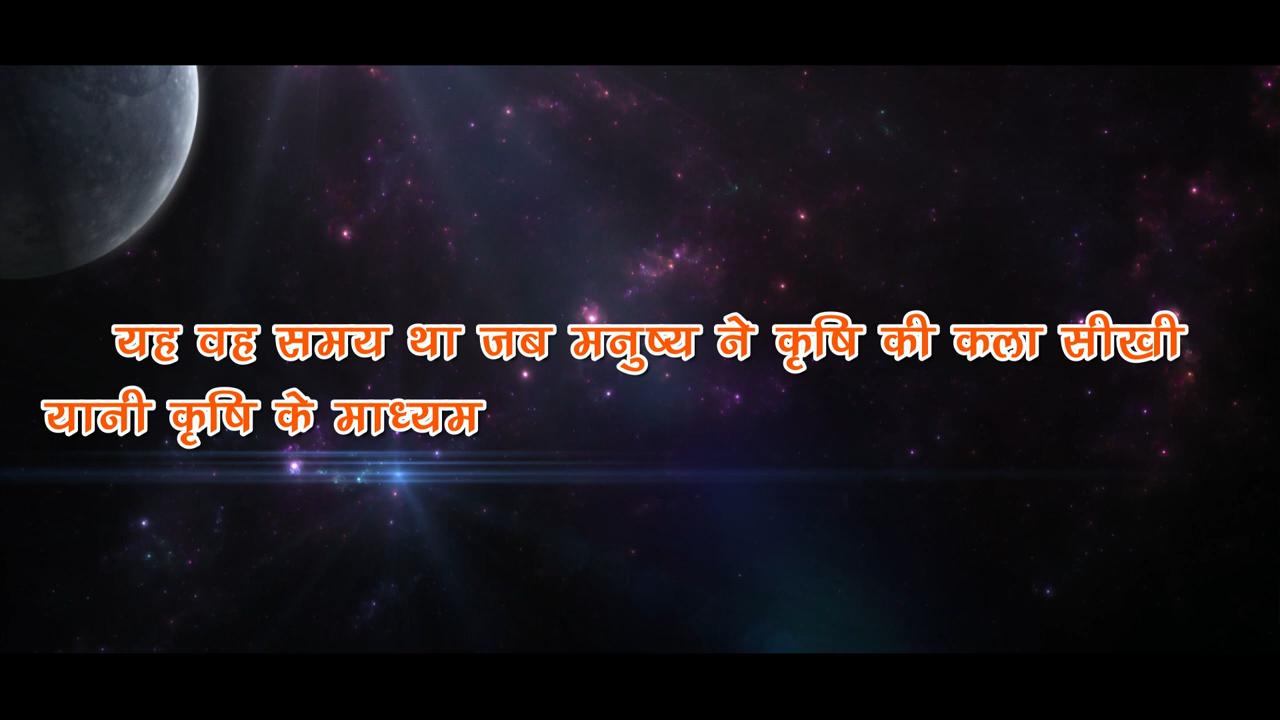 यह वह समय था जब मनुष्य ने कृषि की कला सीखी
यानी कृषि के माध्यम